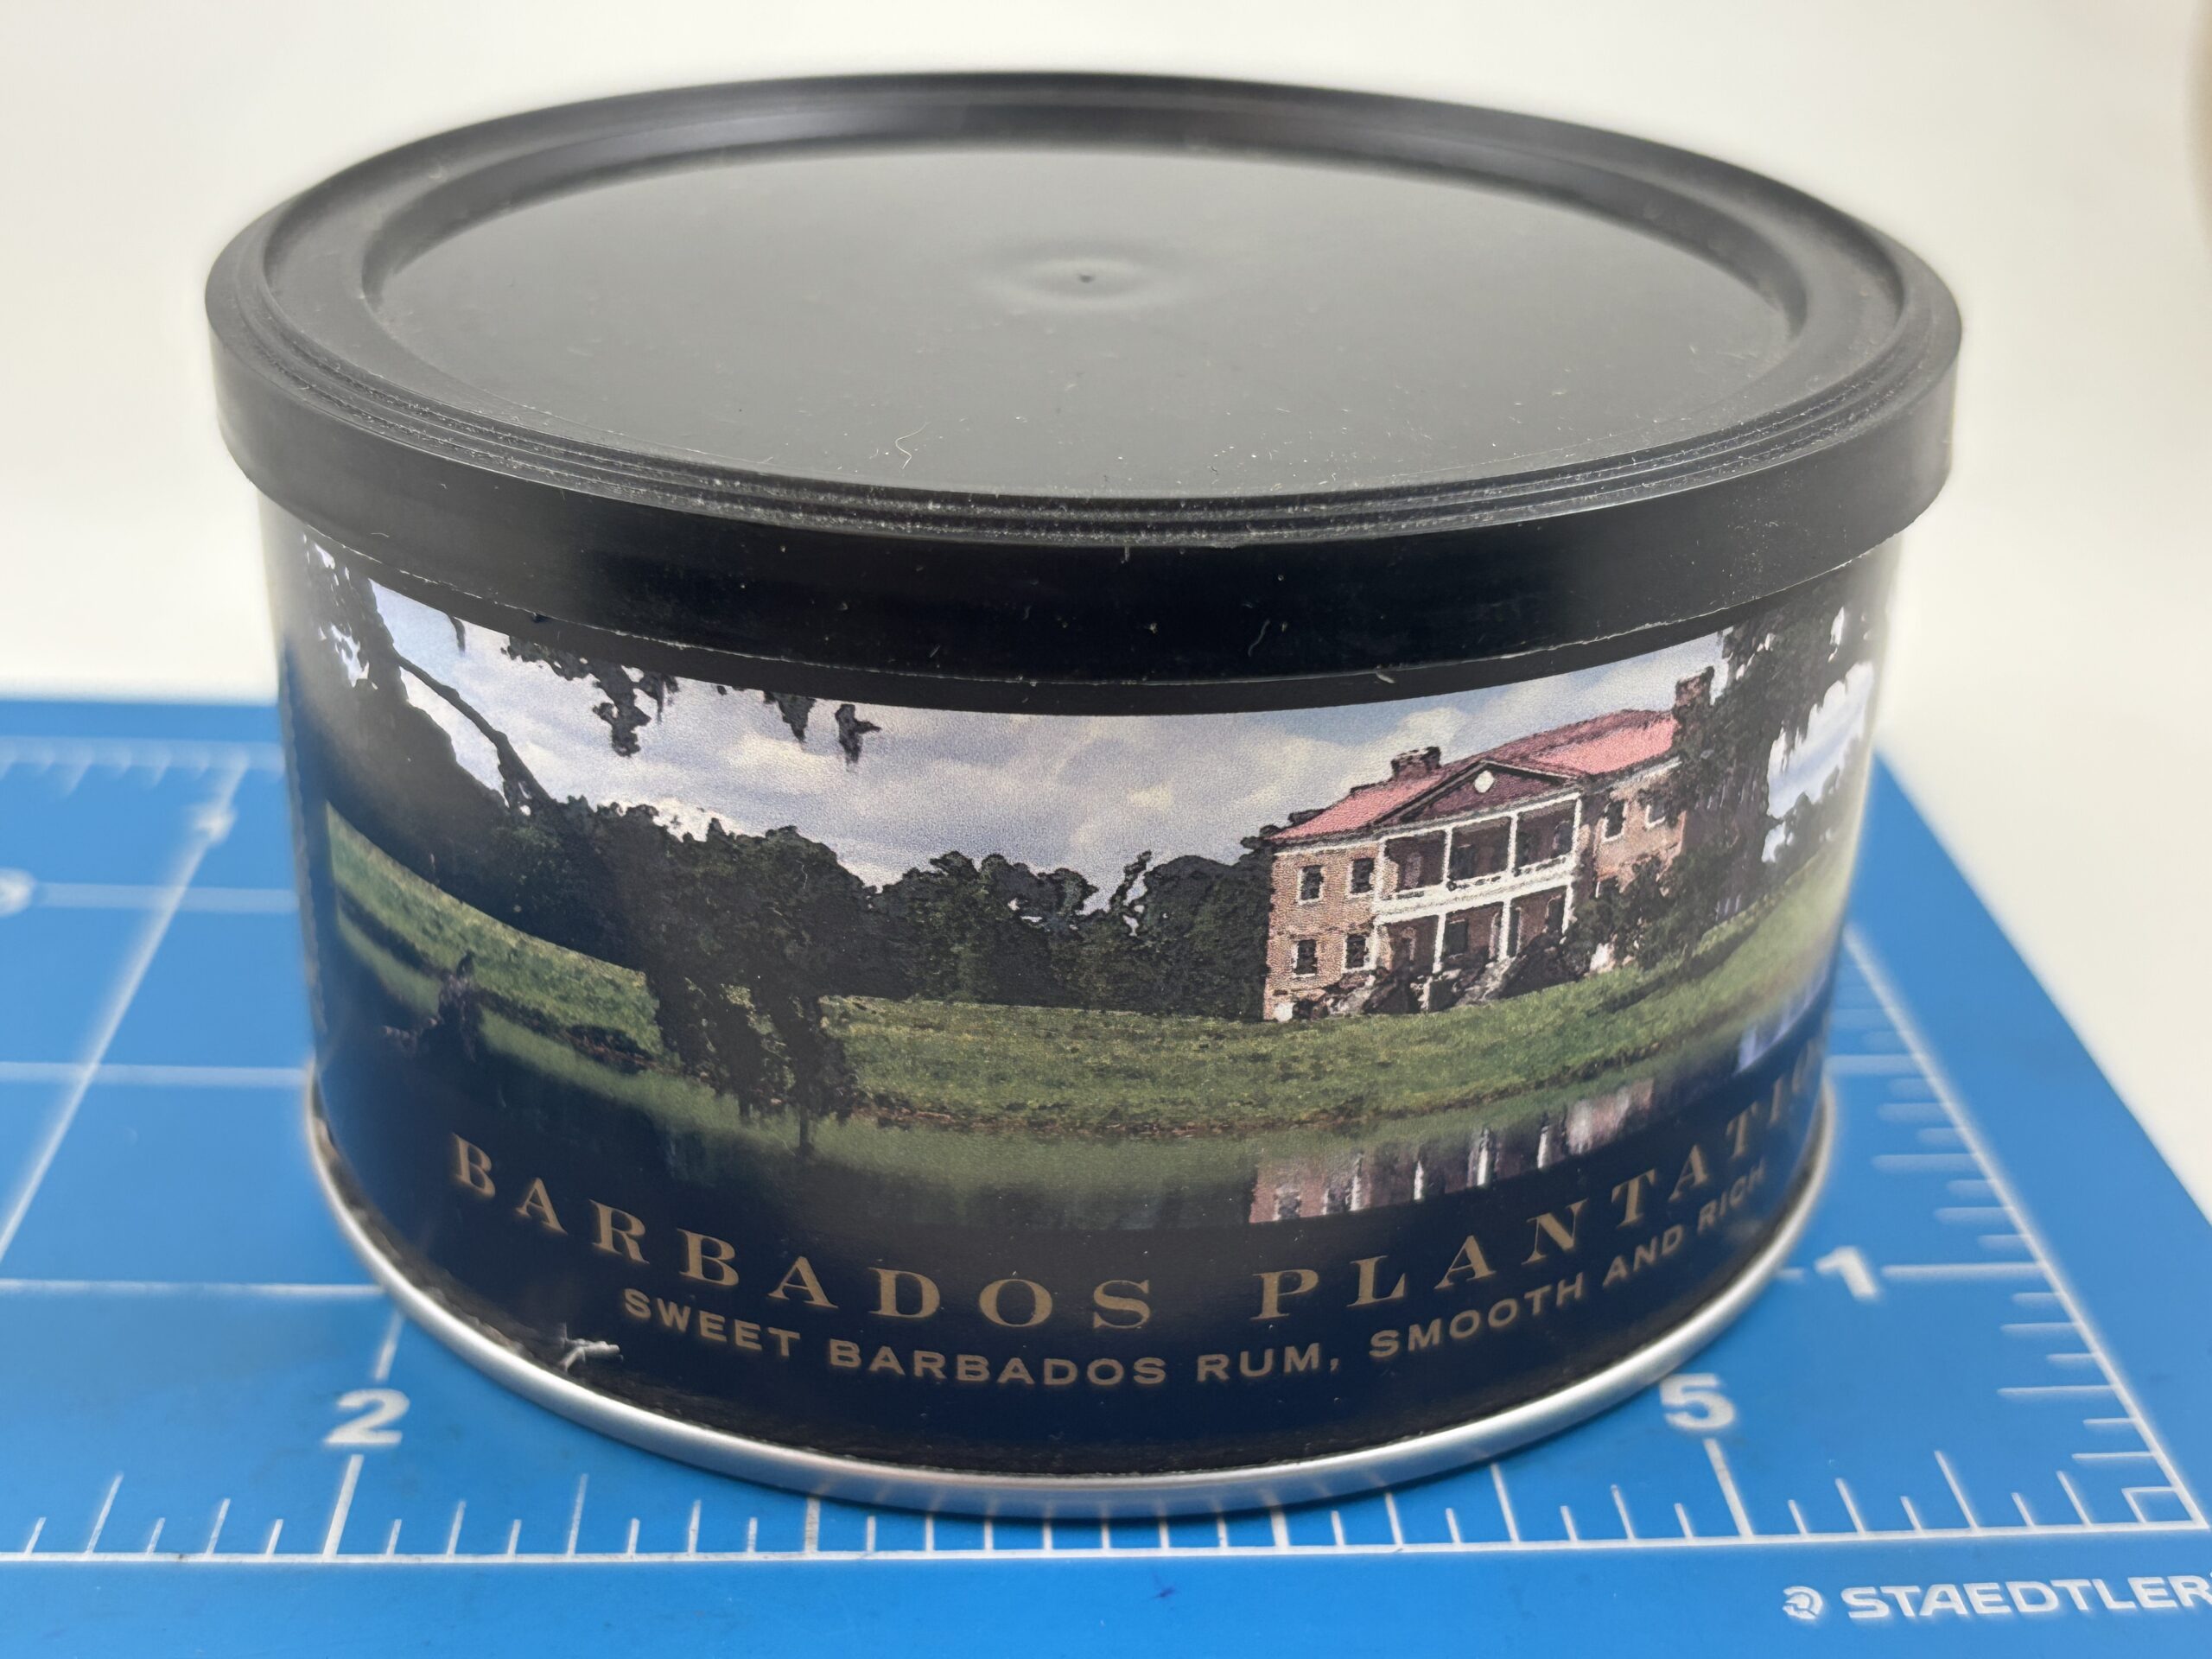 BARBADOS PLANTATIO
SWEET BARBADOS RUM, SMOOTH AND RICH
1
2
5
STAEDTLER